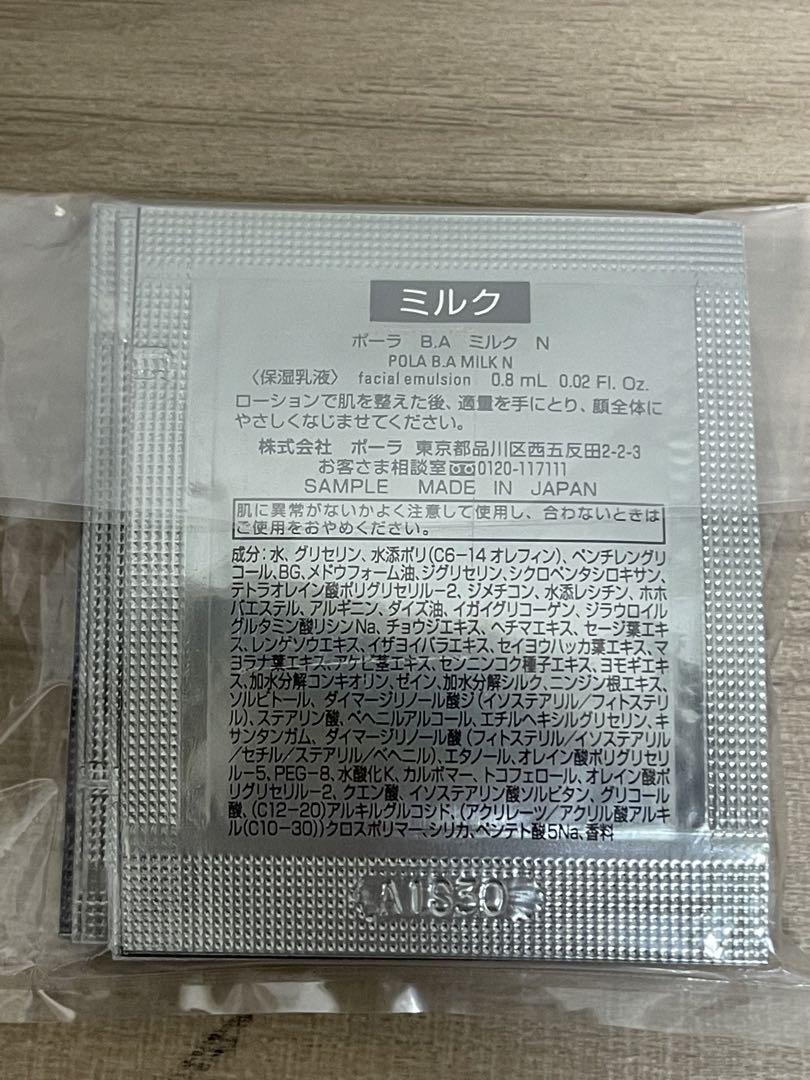 ミルク
ポーラ B.A ミルク N
POLA B.A MILK N
〈保湿乳液〉 facial emulsion 0.8 mL 0.02 Fl. Oz.
ローションで肌を整えた後、適量を手にとり、顔全体に
やさしくなじませてください。
株式会社 ポーラ 東京都品川区西五反田2-2-3
お客さま相談室 0120-117111
SAMPLE MADE IN JAPAN
肌に異常がないかよく注意して使用し、合わないときは
ご使用をおやめください。
成分:水、グリセリン、水添ポリ(C6-14 オレフィン)、ペンチレングリ
コール、BG、メドウフォーム油、ジグリセリン、シクロペンタシロキサン、
テトラオレイン酸ポリグリセリル-2、ジメチコン、水添レシチン、ホホ
バエステル、アルギニン、ダイズ油、イガイグリコーゲン、ジラウロイル
グルタミン酸リシンNa、チョウジエキス、ヘチマエキス、セージ葉エキ
ス、レンゲソウエキス、イザヨイバラエキス、セイヨウハッカ葉エキス、マ
ヨラナ葉エキス、アケビ茎エキス、センニンコク種子エキス、ヨモギエキ
ス、加水分解コンキオリン、ゼイン、加水分解シルク、ニンジン根エキス、
ソルビトール、ダイマージリノール酸ジ(イソステアリル/フィトステリ
ル)、ステアリン酸、ベヘニルアルコール、エチルヘキシルグリセリン、キ
サンタンガム、ダイマージリノール酸(フィトステリル/イソステアリル
/セチル/ステアリル/ベヘニル)、エタノール、オレイン酸ポリグリセリ
ル-5、PEG-8、水酸化K、カルボマー、トコフェロール、オレイン酸ポ
リグリセリル-2、クエン酸、イソステアリン酸ソルビタン、グリコール
酸、(C12-20)アルキルグルコシド、(アクリレーツ/アクリル酸アルキ
ル(C10-30))クロスポリマー、シリカ、ペンテト酸5Na、香料
A1830